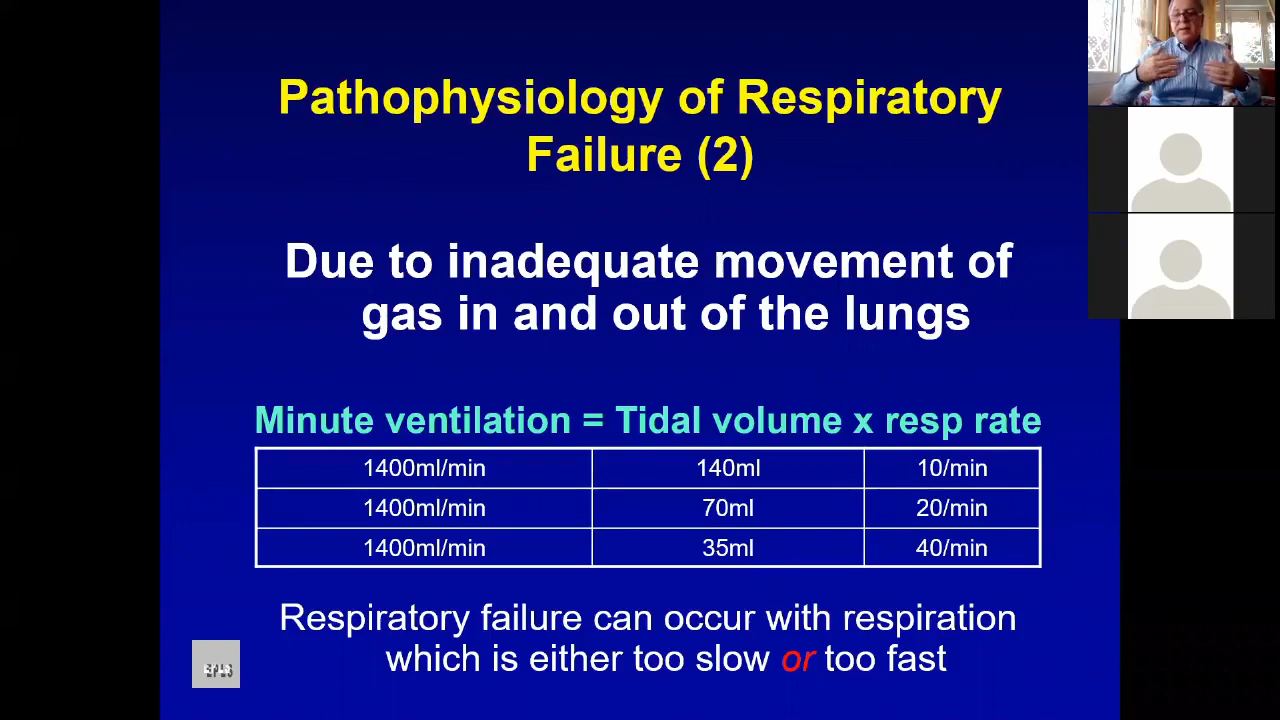 Pathophysiology of Respiratory
Failure (2)
Due to inadequate movement of
gas in and out of the lungs
Minute ventilation = Tidal volume x resp rate
1400ml/min 140ml 10/min
1400ml/min 70ml 20/min
1400ml/min 35ml 40/min
Respiratory failure can occur with respiration
which is either too slow or too fast